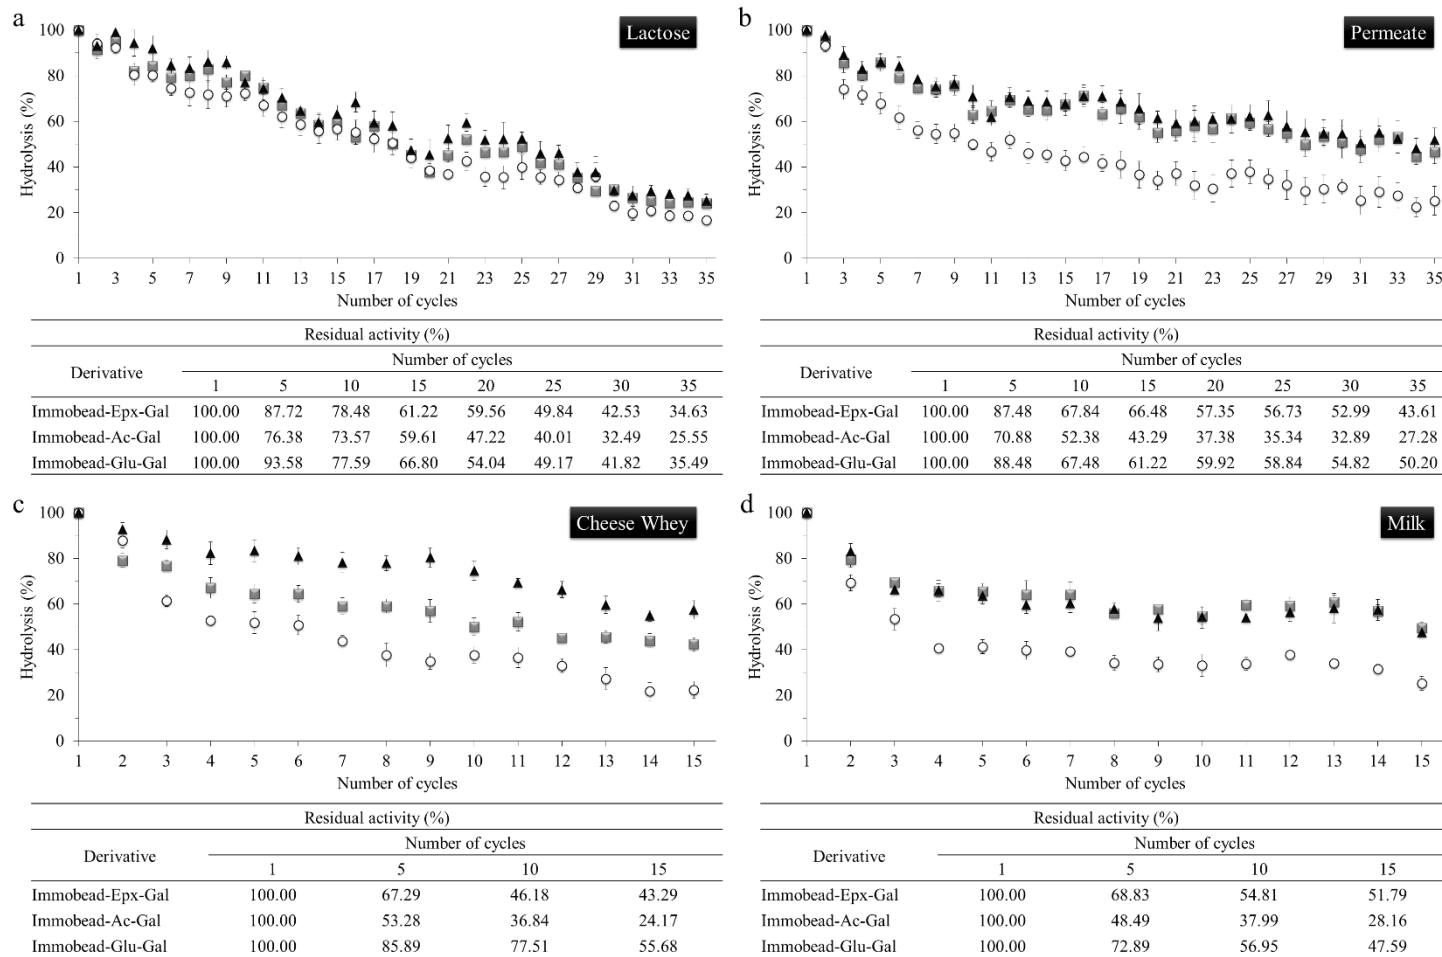 a
Lactose
Hydrolysis (%)
100
80
60
40
20
0
1 3 5 7 9 11 13 15 17 19 21 23 25 27 29 31 33 35
Number of cycles
Residual activity (%)
Derivative
Number of cycles
1 5 10 15 20 25 30 35
Immobead-Epx-Gal 100.00 87.72 78.48 61.22 59.56 49.84 42.53 34.63
Immobead-Ac-Gal 100.00 76.38 73.57 59.61 47.22 40.01 32.49 25.55
Immobead-Glu-Gal 100.00 93.58 77.59 66.80 54.04 49.17 41.82 35.49
b
Permeate
Hydrolysis (%)
100
80
60
40
20
0
1 3 5 7 9 11 13 15 17 19 21 23 25 27 29 31 33 35
Number of cycles
Residual activity (%)
Derivative
Number of cycles
1 5 10 15 20 25 30 35
Immobead-Epx-Gal 100.00 87.48 67.84 66.48 57.35 56.73 52.99 43.61
Immobead-Ac-Gal 100.00 70.88 52.38 43.29 37.38 35.34 32.89 27.28
Immobead-Glu-Gal 100.00 88.48 67.48 61.22 59.92 58.84 54.82 50.20
c
Cheese Whey
Hydrolysis (%)
100
80
60
40
20
0
1 2 3 4 5 6 7 8 9 10 11 12 13 14 15
Number of cycles
Residual activity (%)
Derivative
Number of cycles
1 5 10 15
Immobead-Epx-Gal 100.00 67.29 46.18 43.29
Immobead-Ac-Gal 100.00 53.28 36.84 24.17
Immobead-Glu-Gal 100.00 85.89 77.51 55.68
d
Milk
Hydrolysis (%)
100
80
60
40
20
0
1 2 3 4 5 6 7 8 9 10 11 12 13 14 15
Number of cycles
Residual activity (%)
Derivative
Number of cycles
1 5 10 15
Immobead-Epx-Gal 100.00 68.83 54.81 51.79
Immobead-Ac-Gal 100.00 48.49 37.99 28.16
Immobead-Glu-Gal 100.00 72.89 56.95 47.59